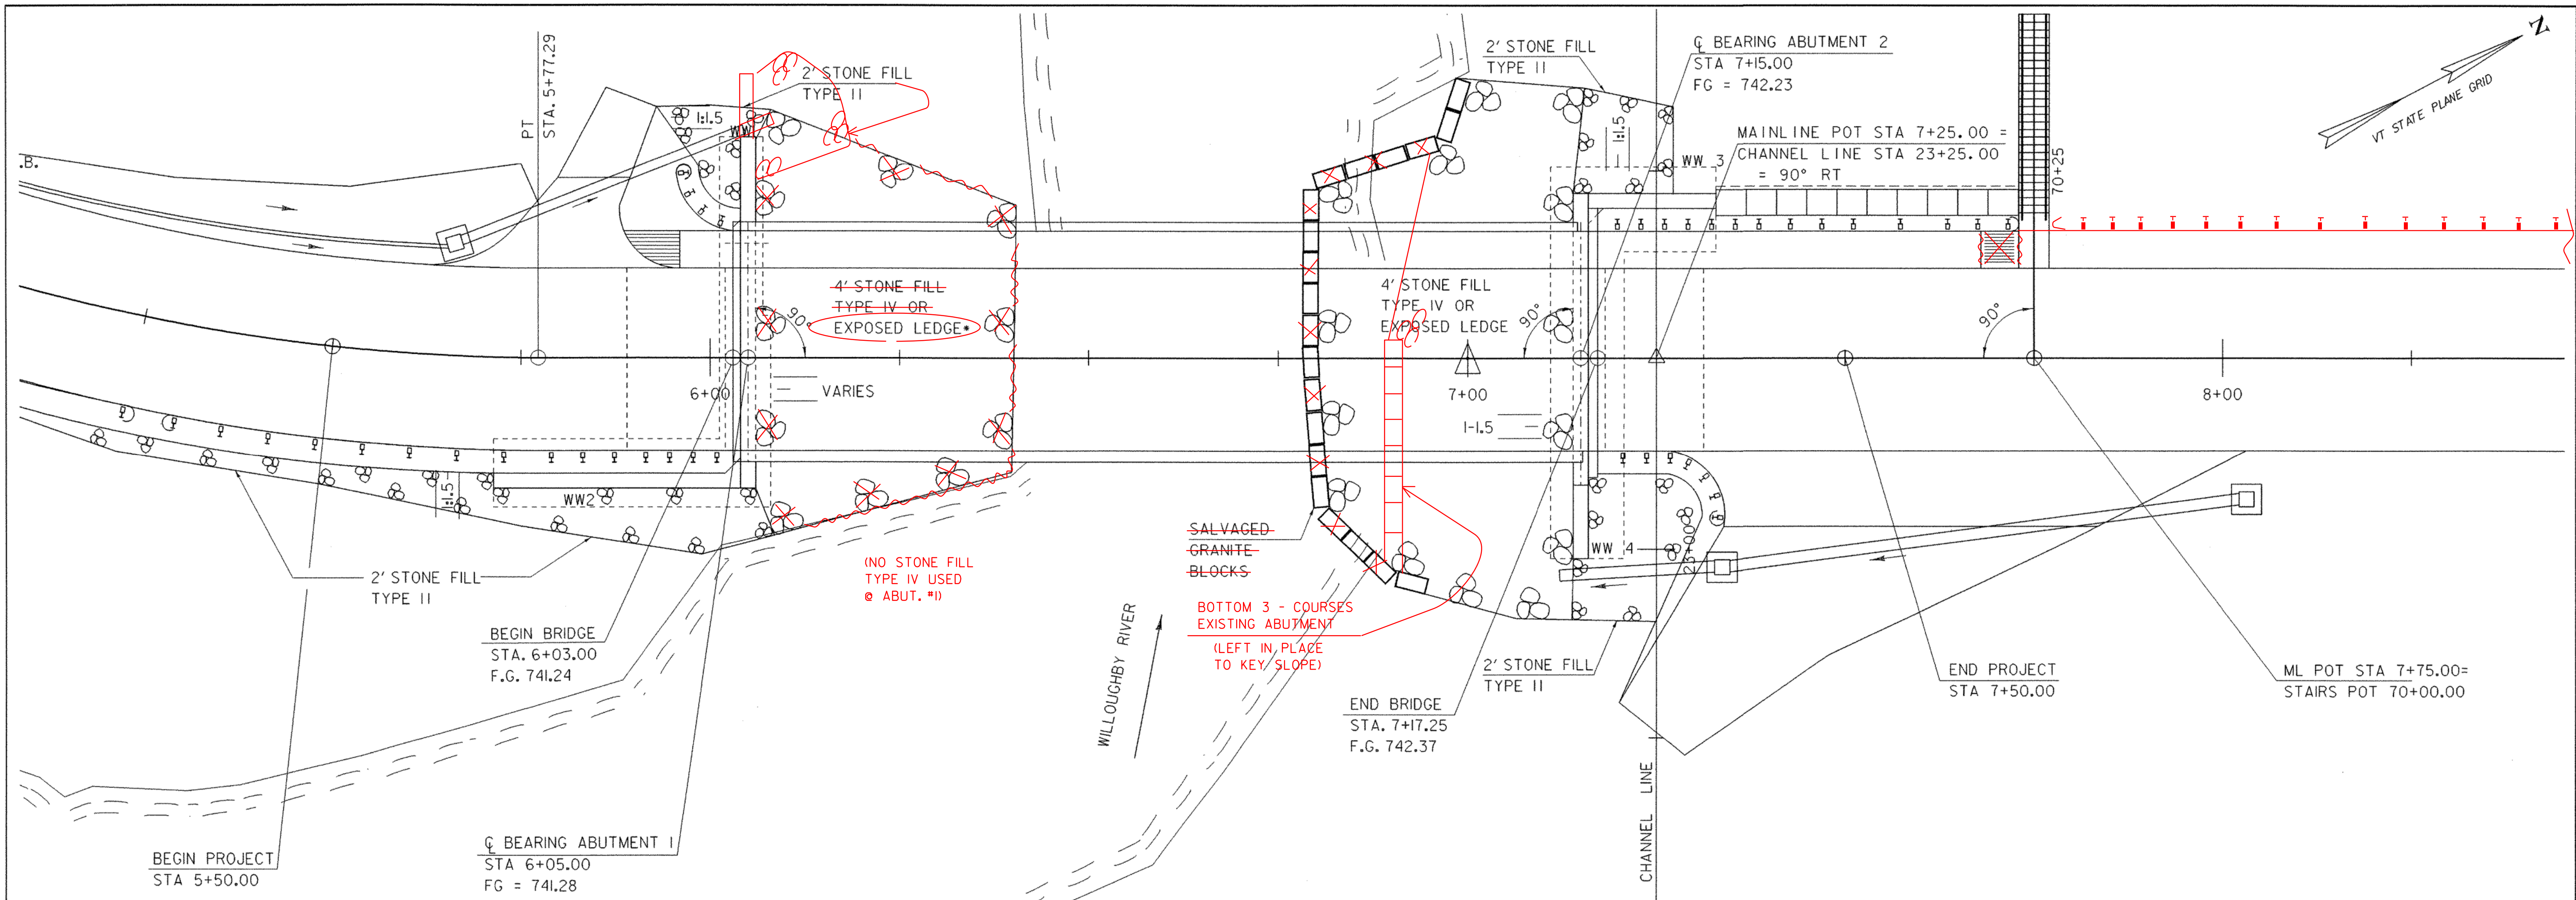 .B.
PT
STA. 5+77.29
2' STONE FILL
TYPE II
1:1.5
WW
4' STONE FILL
TYPE IV OR
EXPOSED LEDGE*
90°
6+00
VARIES
1:1.5
WW2
2' STONE FILL
TYPE II
(NO STONE FILL
TYPE IV USED
@ ABUT. #1)
BEGIN BRIDGE
STA. 6+03.00
F.G. 741.24
BEGIN PROJECT
STA 5+50.00
℄ BEARING ABUTMENT 1
STA 6+05.00
FG = 741.28
WILLOUGHBY RIVER
SALVAGED
GRANITE
BLOCKS
BOTTOM 3 - COURSES
EXISTING ABUTMENT
(LEFT IN PLACE
TO KEY SLOPE)
2' STONE FILL
TYPE II
℄ BEARING ABUTMENT 2
STA 7+15.00
FG = 742.23
1:1.5
WW 3
MAINLINE POT STA 7+25.00 =
CHANNEL LINE STA 23+25.00
= 90° RT
4' STONE FILL
TYPE IV OR
EXPOSED LEDGE
90°
7+00
1-1.5
WW 4
23+00
2' STONE FILL
TYPE II
END BRIDGE
STA. 7+17.25
F.G. 742.37
CHANNEL LINE
70+25
90°
8+00
END PROJECT
STA 7+50.00
ML POT STA 7+75.00=
STAIRS POT 70+00.00
N
VT STATE PLANE GRID